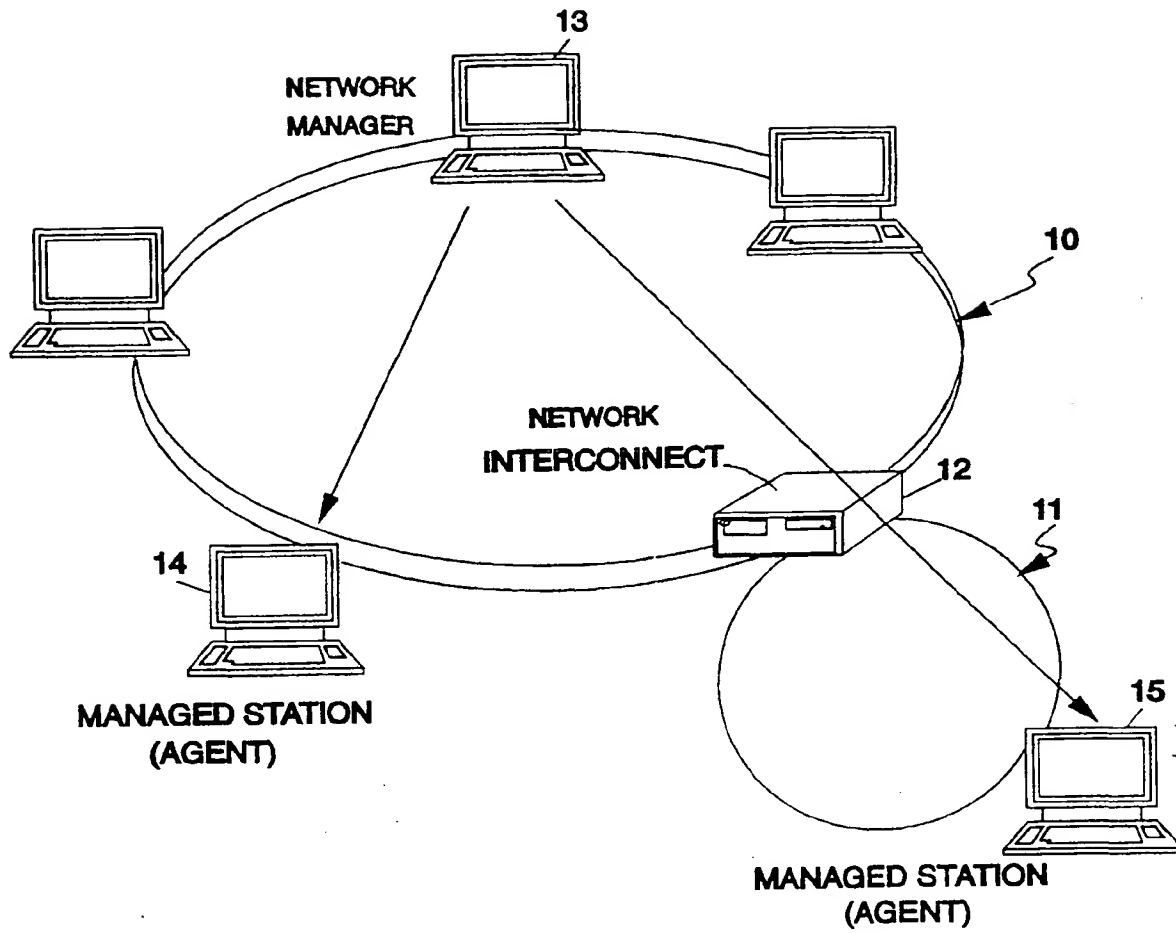 13
NETWORK
MANAGER
10
NETWORK
INTERCONNECT
12
11
14
MANAGED STATION
(AGENT)
15
MANAGED STATION
(AGENT)